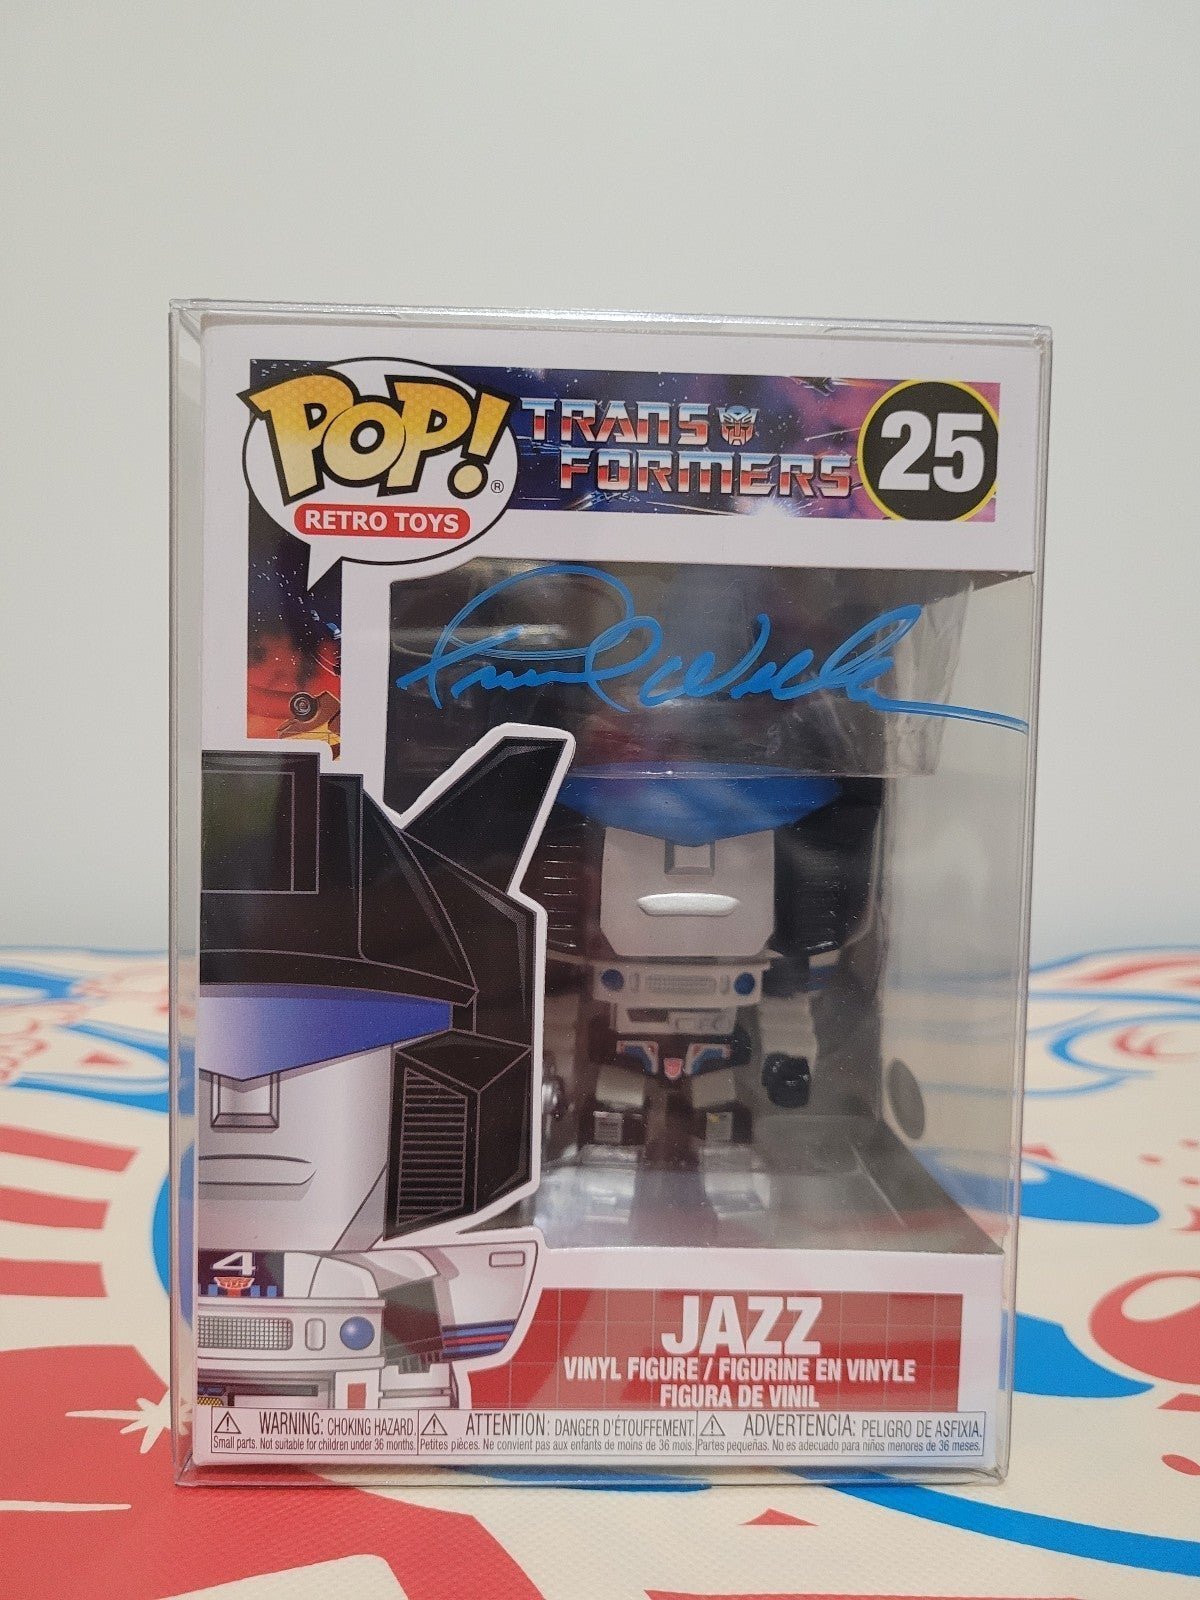 POP!®
RETRO TOYS
TRANS
FORMERS
25
4
JAZZ
VINYL FIGURE / FIGURINE EN VINYLE
FIGURA DE VINIL
WARNING: CHOKING HAZARD.
Small parts. Not suitable for children under 36 months.
ATTENTION: DANGER D'ÉTOUFFEMENT.
Petites pièces. Ne convient pas aux enfants de moins de 36 mois.
ADVERTENCIA: PELIGRO DE ASFIXIA.
Partes pequeñas. No es adecuado para niños menores de 36 meses.